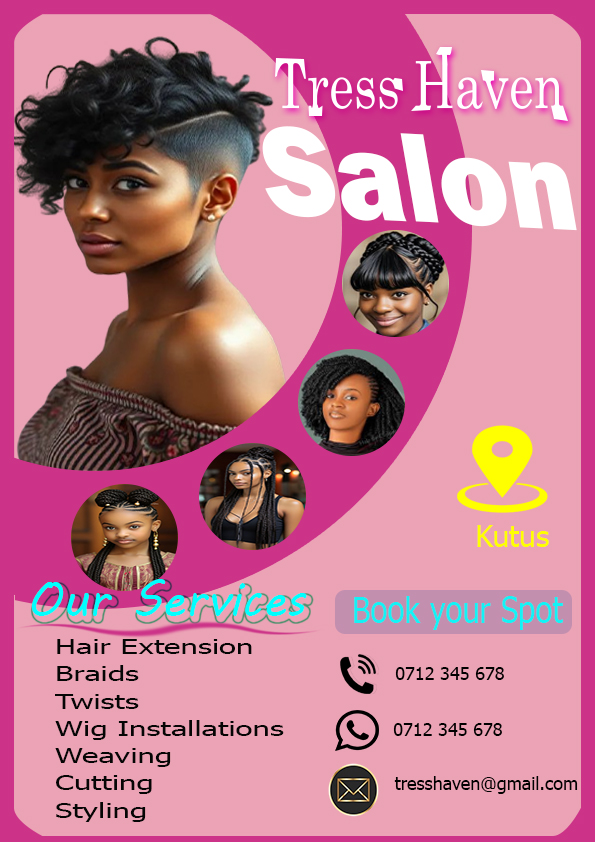 Tress Haven
Salon
Kutus
Our Services
Hair Extension
Braids
Twists
Wig Installations
Weaving
Cutting
Styling
Book your Spot
0712 345 678
0712 345 678
tresshaven@gmail.com